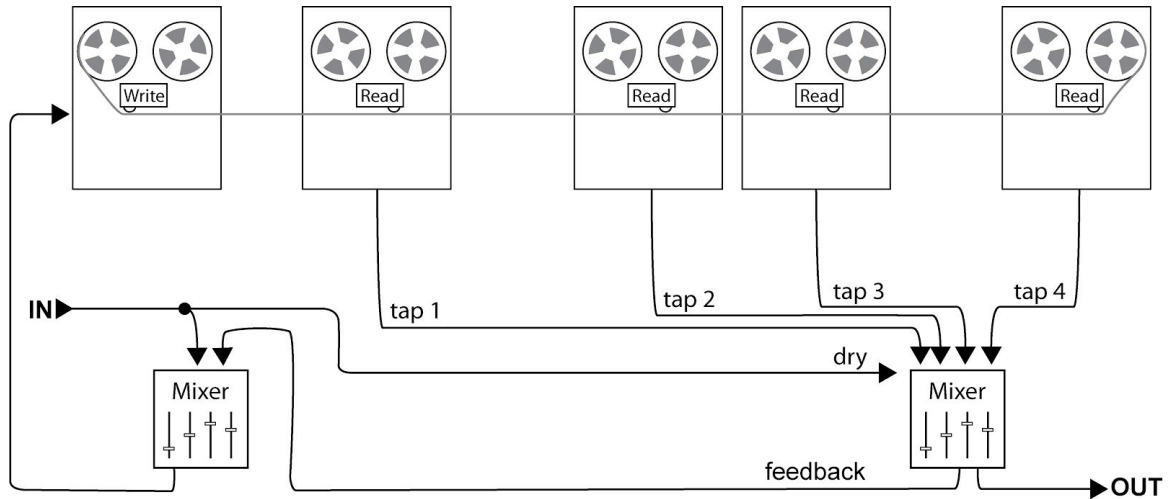 Write
Read
Read
Read
Read
tap 1
tap 2
tap 3
tap 4
IN
dry
Mixer
Mixer
feedback
OUT